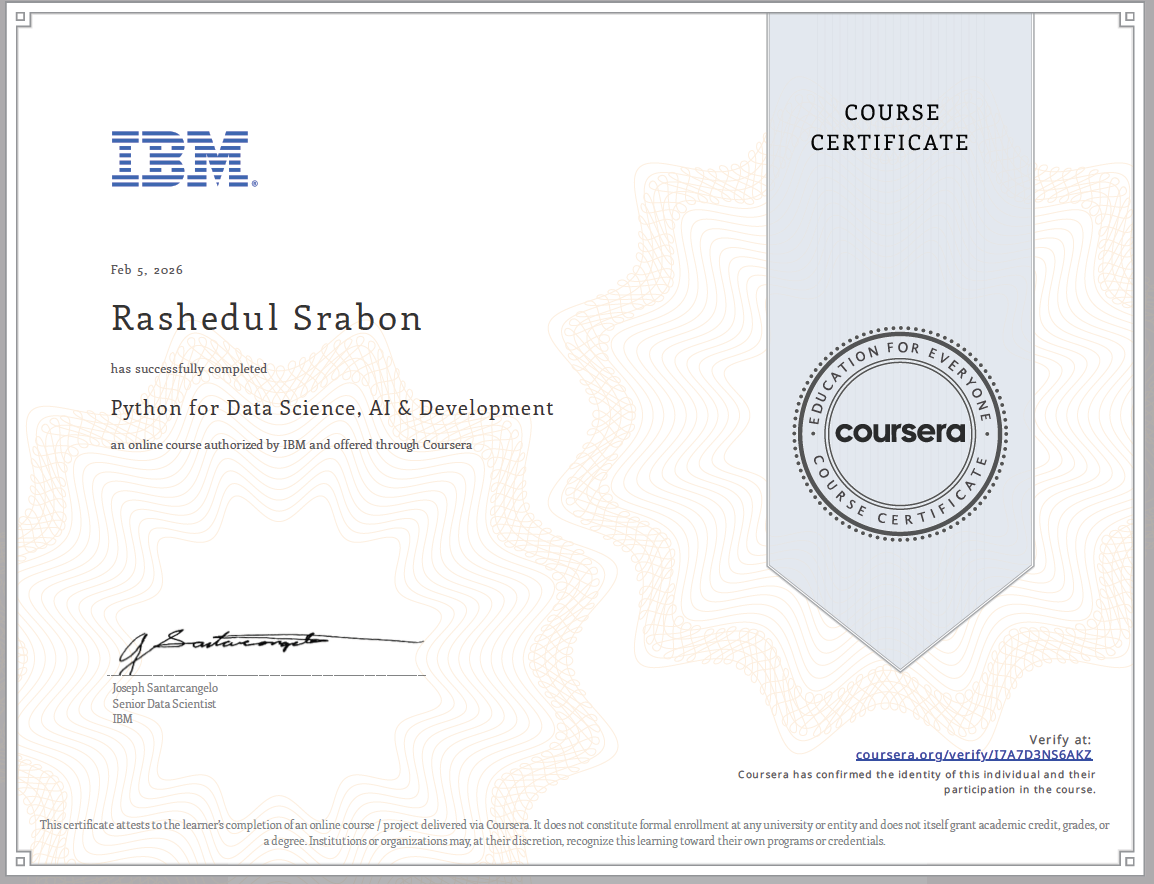 COURSE
CERTIFICATE
IBM®
Feb 5, 2026
Rashedul Srabon
has successfully completed
Python for Data Science, AI & Development
an online course authorized by IBM and offered through Coursera
EDUCATION FOR EVERYONE
coursera
COURSE CERTIFICATE
J Santarcangelo
Joseph Santarcangelo
Senior Data Scientist
IBM
Verify at:
coursera.org/verify/I7A7D3NS6AKZ
Coursera has confirmed the identity of this individual and their
participation in the course.
This certificate attests to the learner's completion of an online course / project delivered via Coursera. It does not constitute formal enrollment at any university or entity and does not itself grant academic credit, grades, or
a degree. Institutions or organizations may, at their discretion, recognize this learning toward their own programs or credentials.